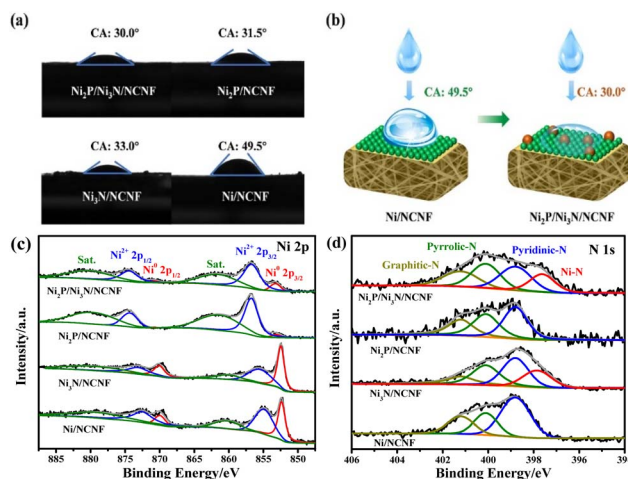 (a)
CA: 30.0° CA: 31.5°
Ni₂P/Ni₃N/NCNF Ni₂P/NCNF
CA: 33.0° CA: 49.5°
Ni₃N/NCNF Ni/NCNF
(b)
CA: 49.5° CA: 30.0°
Ni/NCNF Ni₂P/Ni₃N/NCNF
(c) Ni 2p
Sat. Ni²⁺ 2p₁/₂ Ni⁰ 2p₁/₂ Sat. Ni²⁺ 2p₃/₂ Ni⁰ 2p₃/₂
Ni₂P/Ni₃N/NCNF
Ni₂P/NCNF
Ni₃N/NCNF
Ni/NCNF
Intensity/a.u.
885 880 875 870 865 860 855 850
Binding Energy/eV
(d) N 1s
Graphitic-N Pyrrolic-N Pyridinic-N Ni-N
Ni₂P/Ni₃N/NCNF
Ni₂P/NCNF
Ni₃N/NCNF
Ni/NCNF
Intensity/a.u.
406 404 402 400 398 396 39
Binding Energy/eV